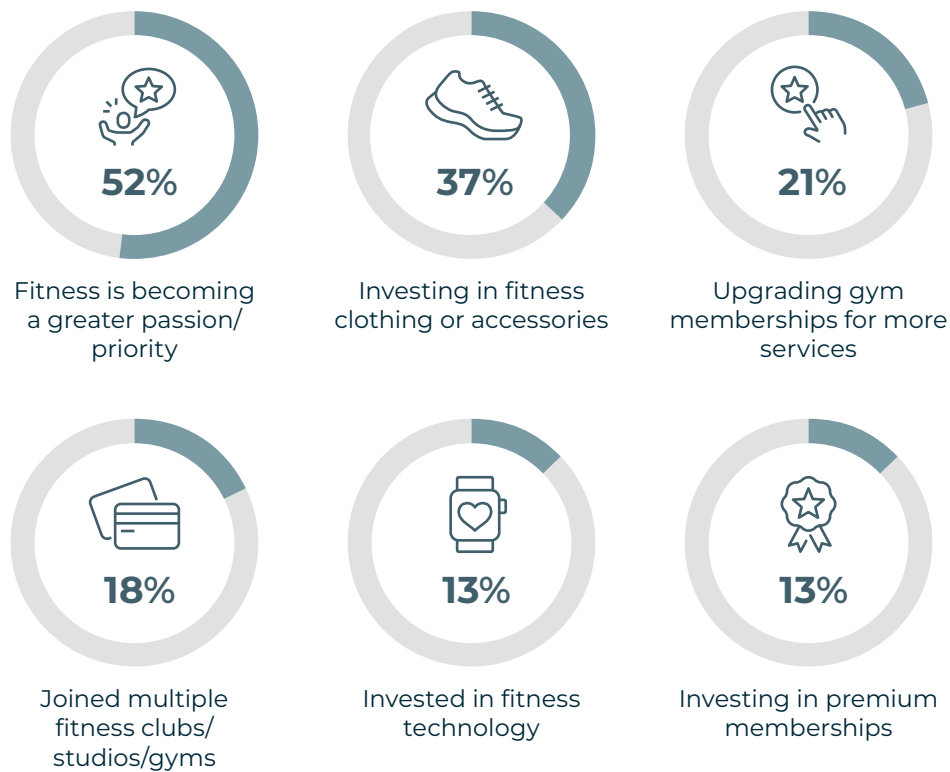 52%
Fitness is becoming
a greater passion/
priority
37%
Investing in fitness
clothing or accessories
21%
Upgrading gym
memberships for more
services
18%
Joined multiple
fitness clubs/
studios/gyms
13%
Invested in fitness
technology
13%
Investing in premium
memberships